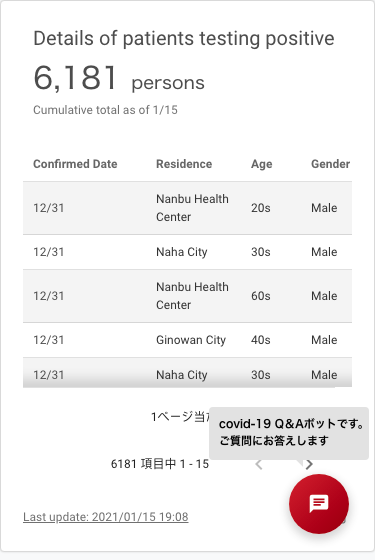 Details of patients testing positive
6,181 persons
Cumulative total as of 1/15
Confirmed Date Residence Age Gender
12/31 Nanbu Health Center 20s Male
12/31 Naha City 30s Male
12/31 Nanbu Health Center 60s Male
12/31 Ginowan City 40s Male
12/31 Naha City 30s Male
1ページ当
covid-19 Q&Aボットです。
ご質問にお答えします
6181 項目中 1 - 15
Last update: 2021/01/15 19:08